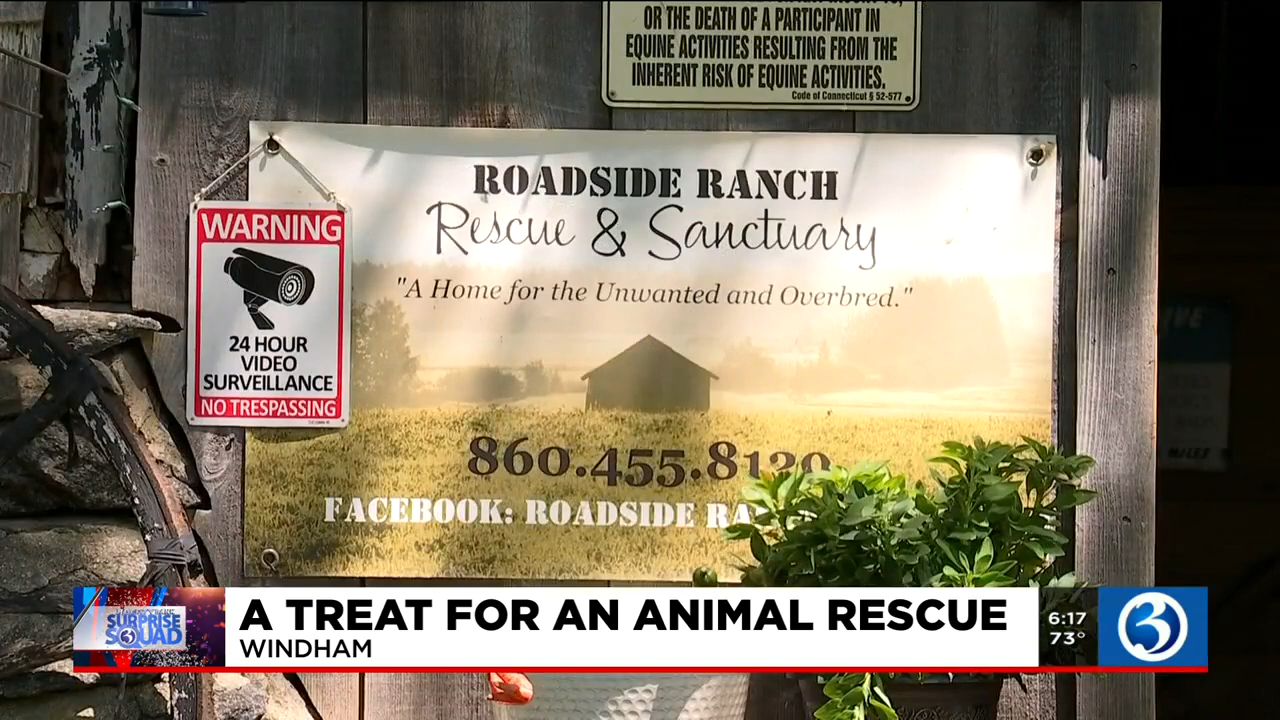 OR THE DEATH OF A PARTICIPANT IN
EQUINE ACTIVITIES RESULTING FROM THE
INHERENT RISK OF EQUINE ACTIVITIES.
Code of Connecticut § 52-577
ROADSIDE RANCH
Rescue & Sanctuary
"A Home for the Unwanted and Overbred."
WARNING
24 HOUR
VIDEO
SURVEILLANCE
NO TRESPASSING
FACEBOOK: ROADSIDE
SURPRISE
SQUAD
A TREAT FOR AN ANIMAL RESCUE
WINDHAM
6:17
73°
3